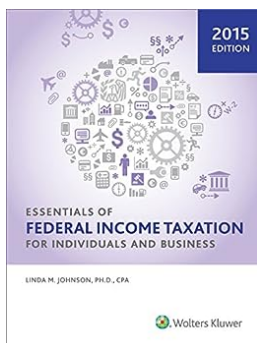 2015
EDITION
ESSENTIALS OF
FEDERAL INCOME TAXATION
FOR INDIVIDUALS AND BUSINESS
LINDA M. JOHNSON, PH.D., CPA
Wolters Kluwer